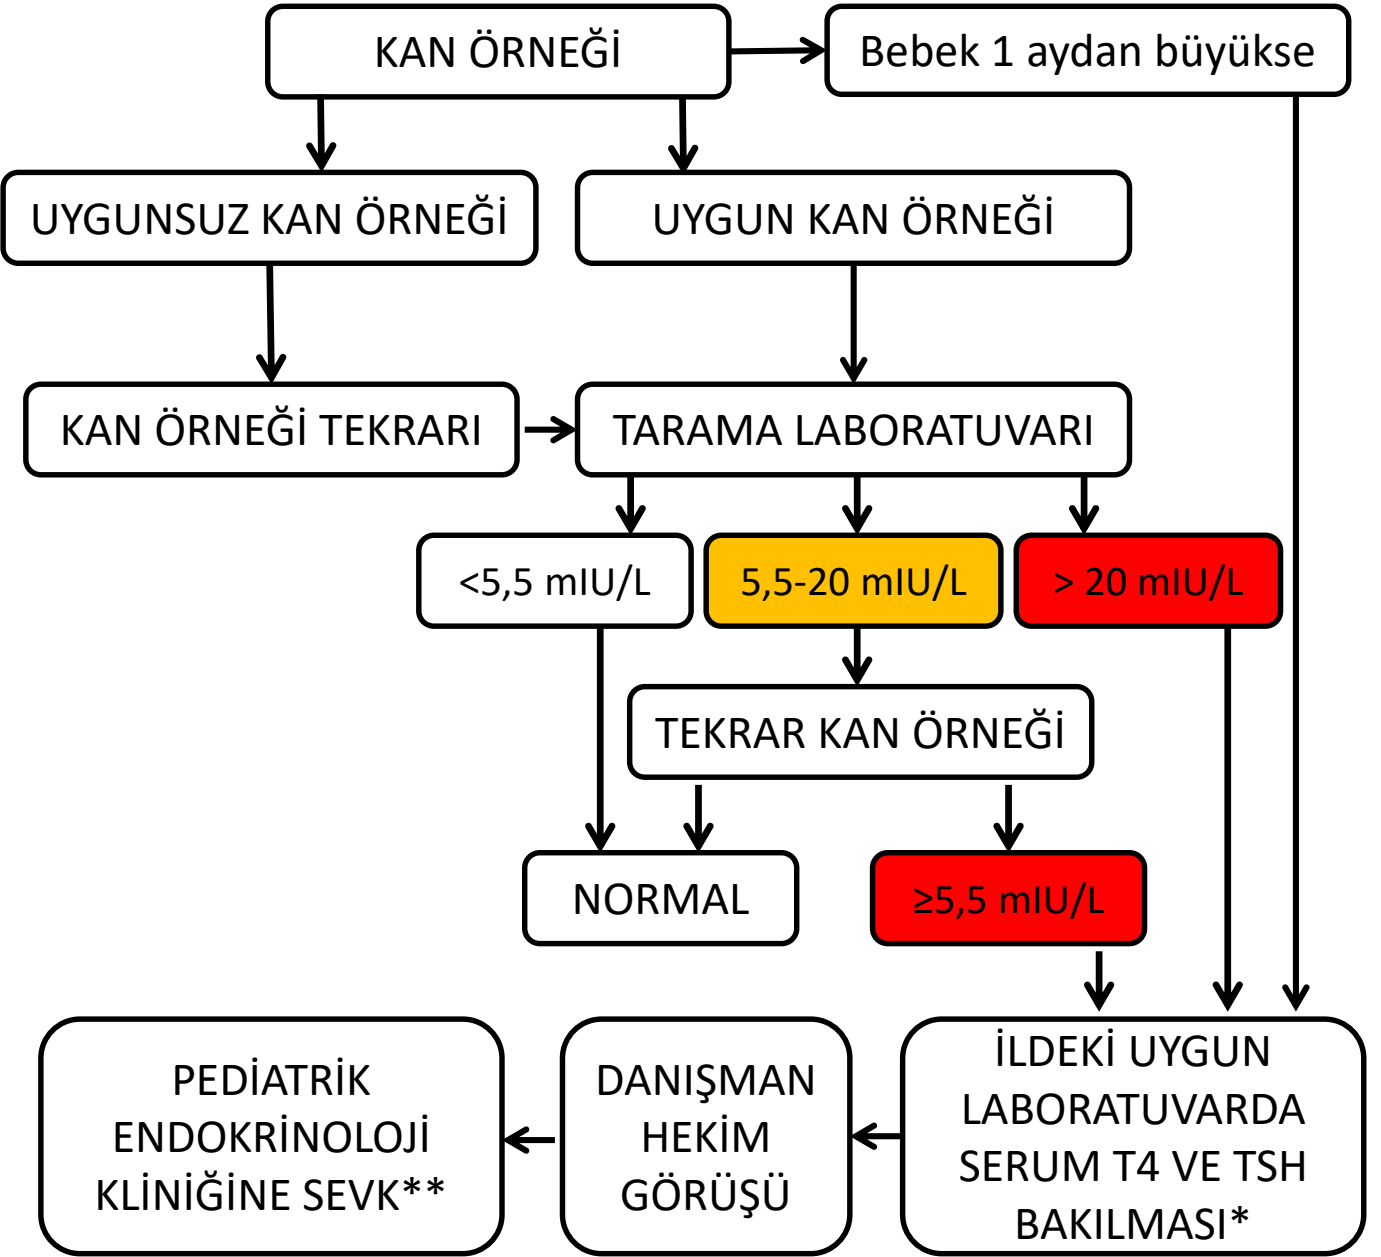 KAN ÖRNEĞİ
Bebek 1 aydan büyükse
UYGUNSUZ KAN ÖRNEĞİ
UYGUN KAN ÖRNEĞİ
KAN ÖRNEĞİ TEKRARI
TARAMA LABORATUVARI
<5,5 mIU/L
5,5-20 mIU/L
> 20 mIU/L
TEKRAR KAN ÖRNEĞİ
NORMAL
≥5,5 mIU/L
PEDİATRİK
ENDOKRİNOLOJİ
KLİNİĞİNE SEVK**
DANIŞMAN
HEKİM
GÖRÜŞÜ
İLDEKİ UYGUN
LABORATUVARDA
SERUM T4 VE TSH
BAKILMASI*